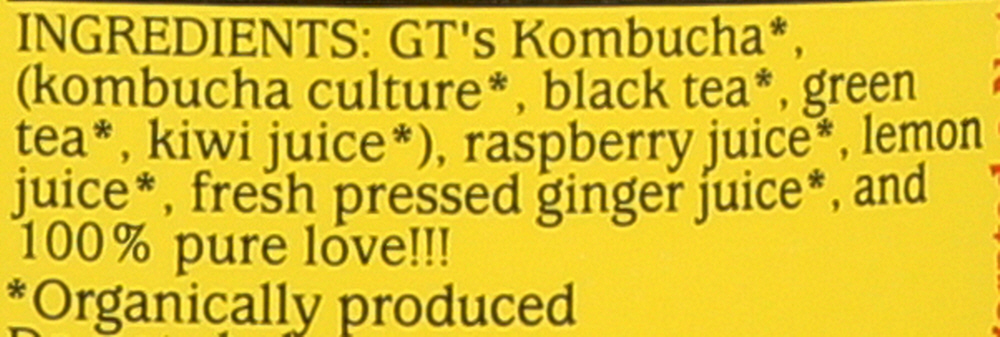 INGREDIENTS: GT's Kombucha*,
(kombucha culture*, black tea*, green
tea*, kiwi juice*), raspberry juice*, lemon
juice*, fresh pressed ginger juice*, and
100% pure love!!!
*Organically produced